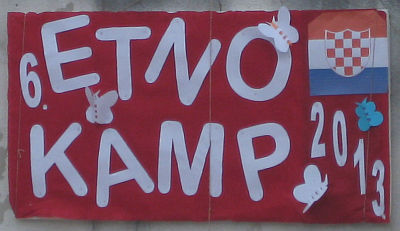 6. ETNO
KAMP
2013.